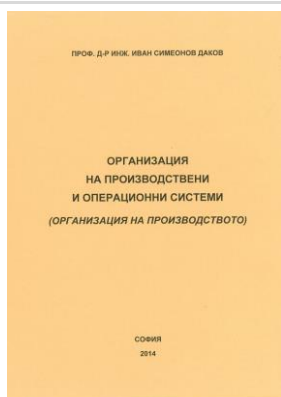 ПРОФ. Д-Р ИНЖ. ИВАН СИМЕОНОВ ДАКОВ
ОРГАНИЗАЦИЯ
НА ПРОИЗВОДСТВЕНИ
И ОПЕРАЦИОННИ СИСТЕМИ
(ОРГАНИЗАЦИЯ НА ПРОИЗВОДСТВОТО)
СОФИЯ
2014